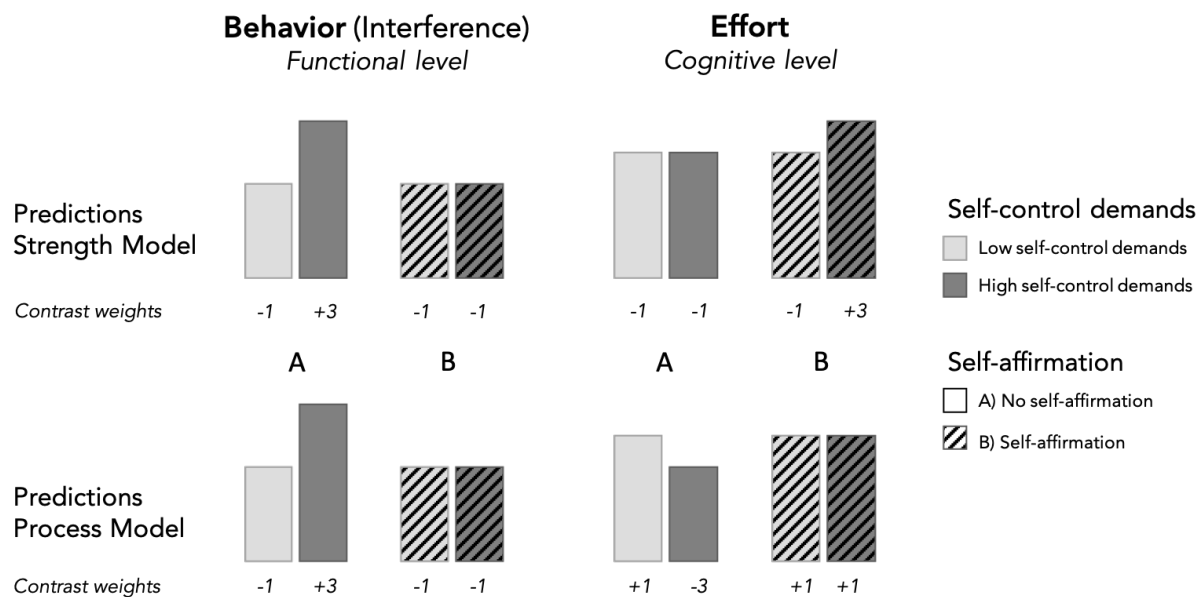 Behavior (Interference)
Functional level
Effort
Cognitive level
Predictions
Strength Model
Contrast weights
-1 +3 -1 -1 -1 -1 -1 +3
A B A B
Predictions
Process Model
Contrast weights
-1 +3 -1 -1 +1 -3 +1 +1
Self-control demands
Low self-control demands
High self-control demands
Self-affirmation
A) No self-affirmation
B) Self-affirmation